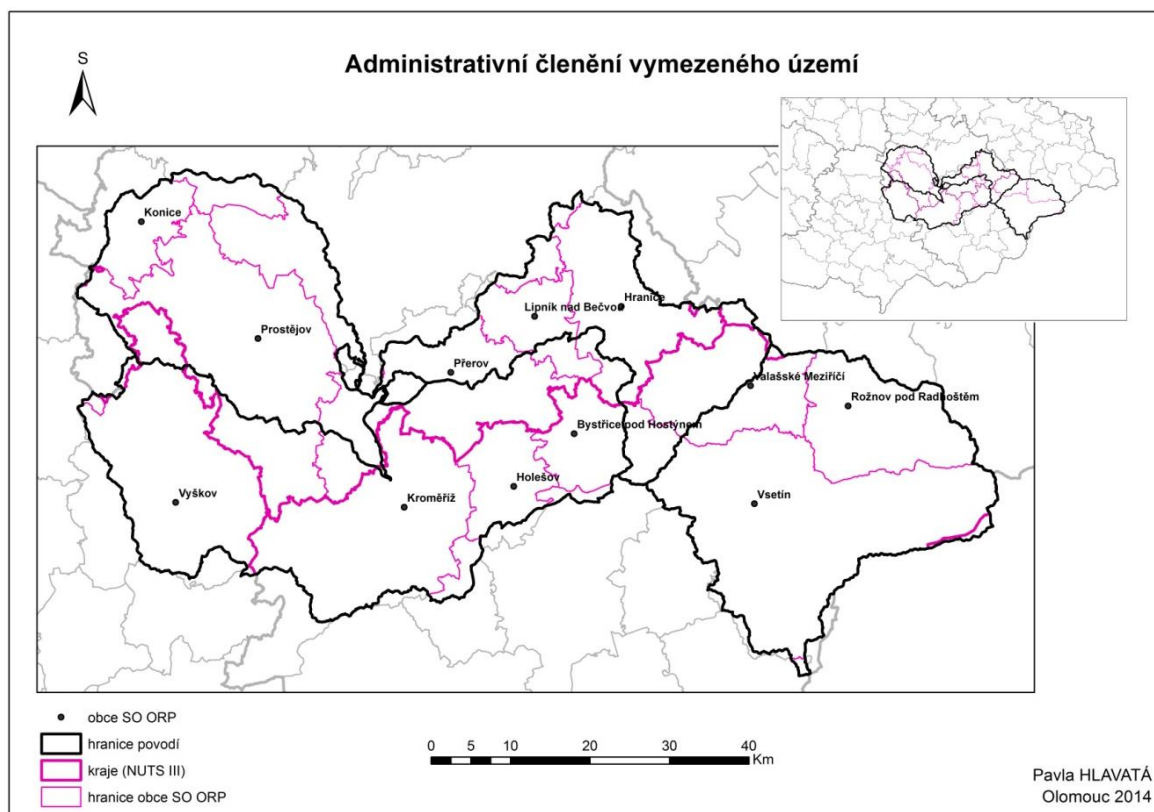 Administrativní členění vymezeného území
S
Konice
Prostějov
Lipník nad Bečvou
Hranice
Přerov
Valašské Meziříčí
Rožnov pod Radhoštěm
Bystřice pod Hostýnem
Holešov
Vyškov
Kroměříž
Vsetín
obce SO ORP
hranice povodí
kraje (NUTS III)
hranice obce SO ORP
0 5 10 20 30 40
Km
Pavla HLAVATÁ
Olomouc 2014